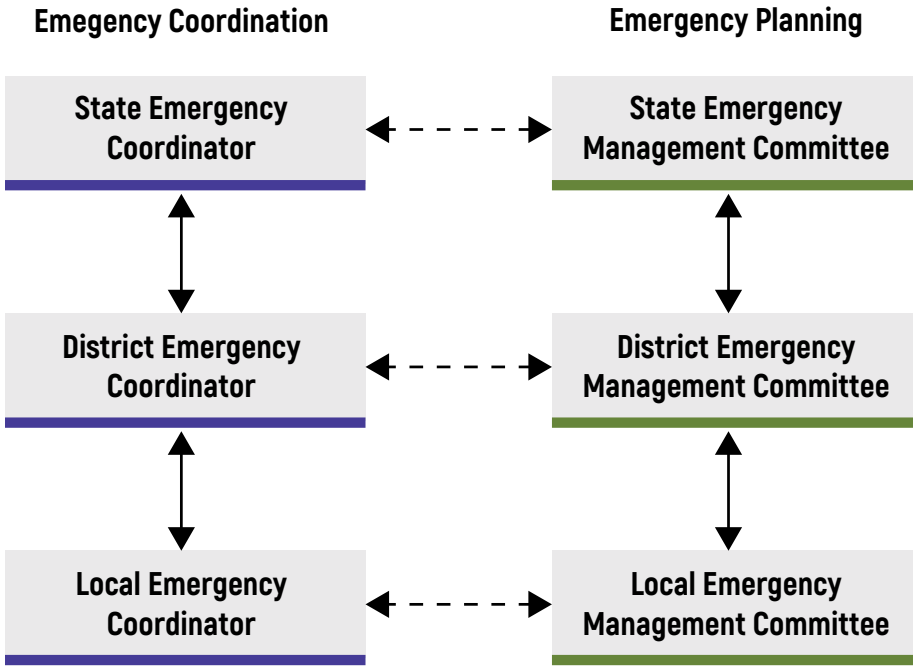 Emegency Coordination
Emergency Planning
State Emergency
Coordinator
State Emergency
Management Committee
District Emergency
Coordinator
District Emergency
Management Committee
Local Emergency
Coordinator
Local Emergency
Management Committee